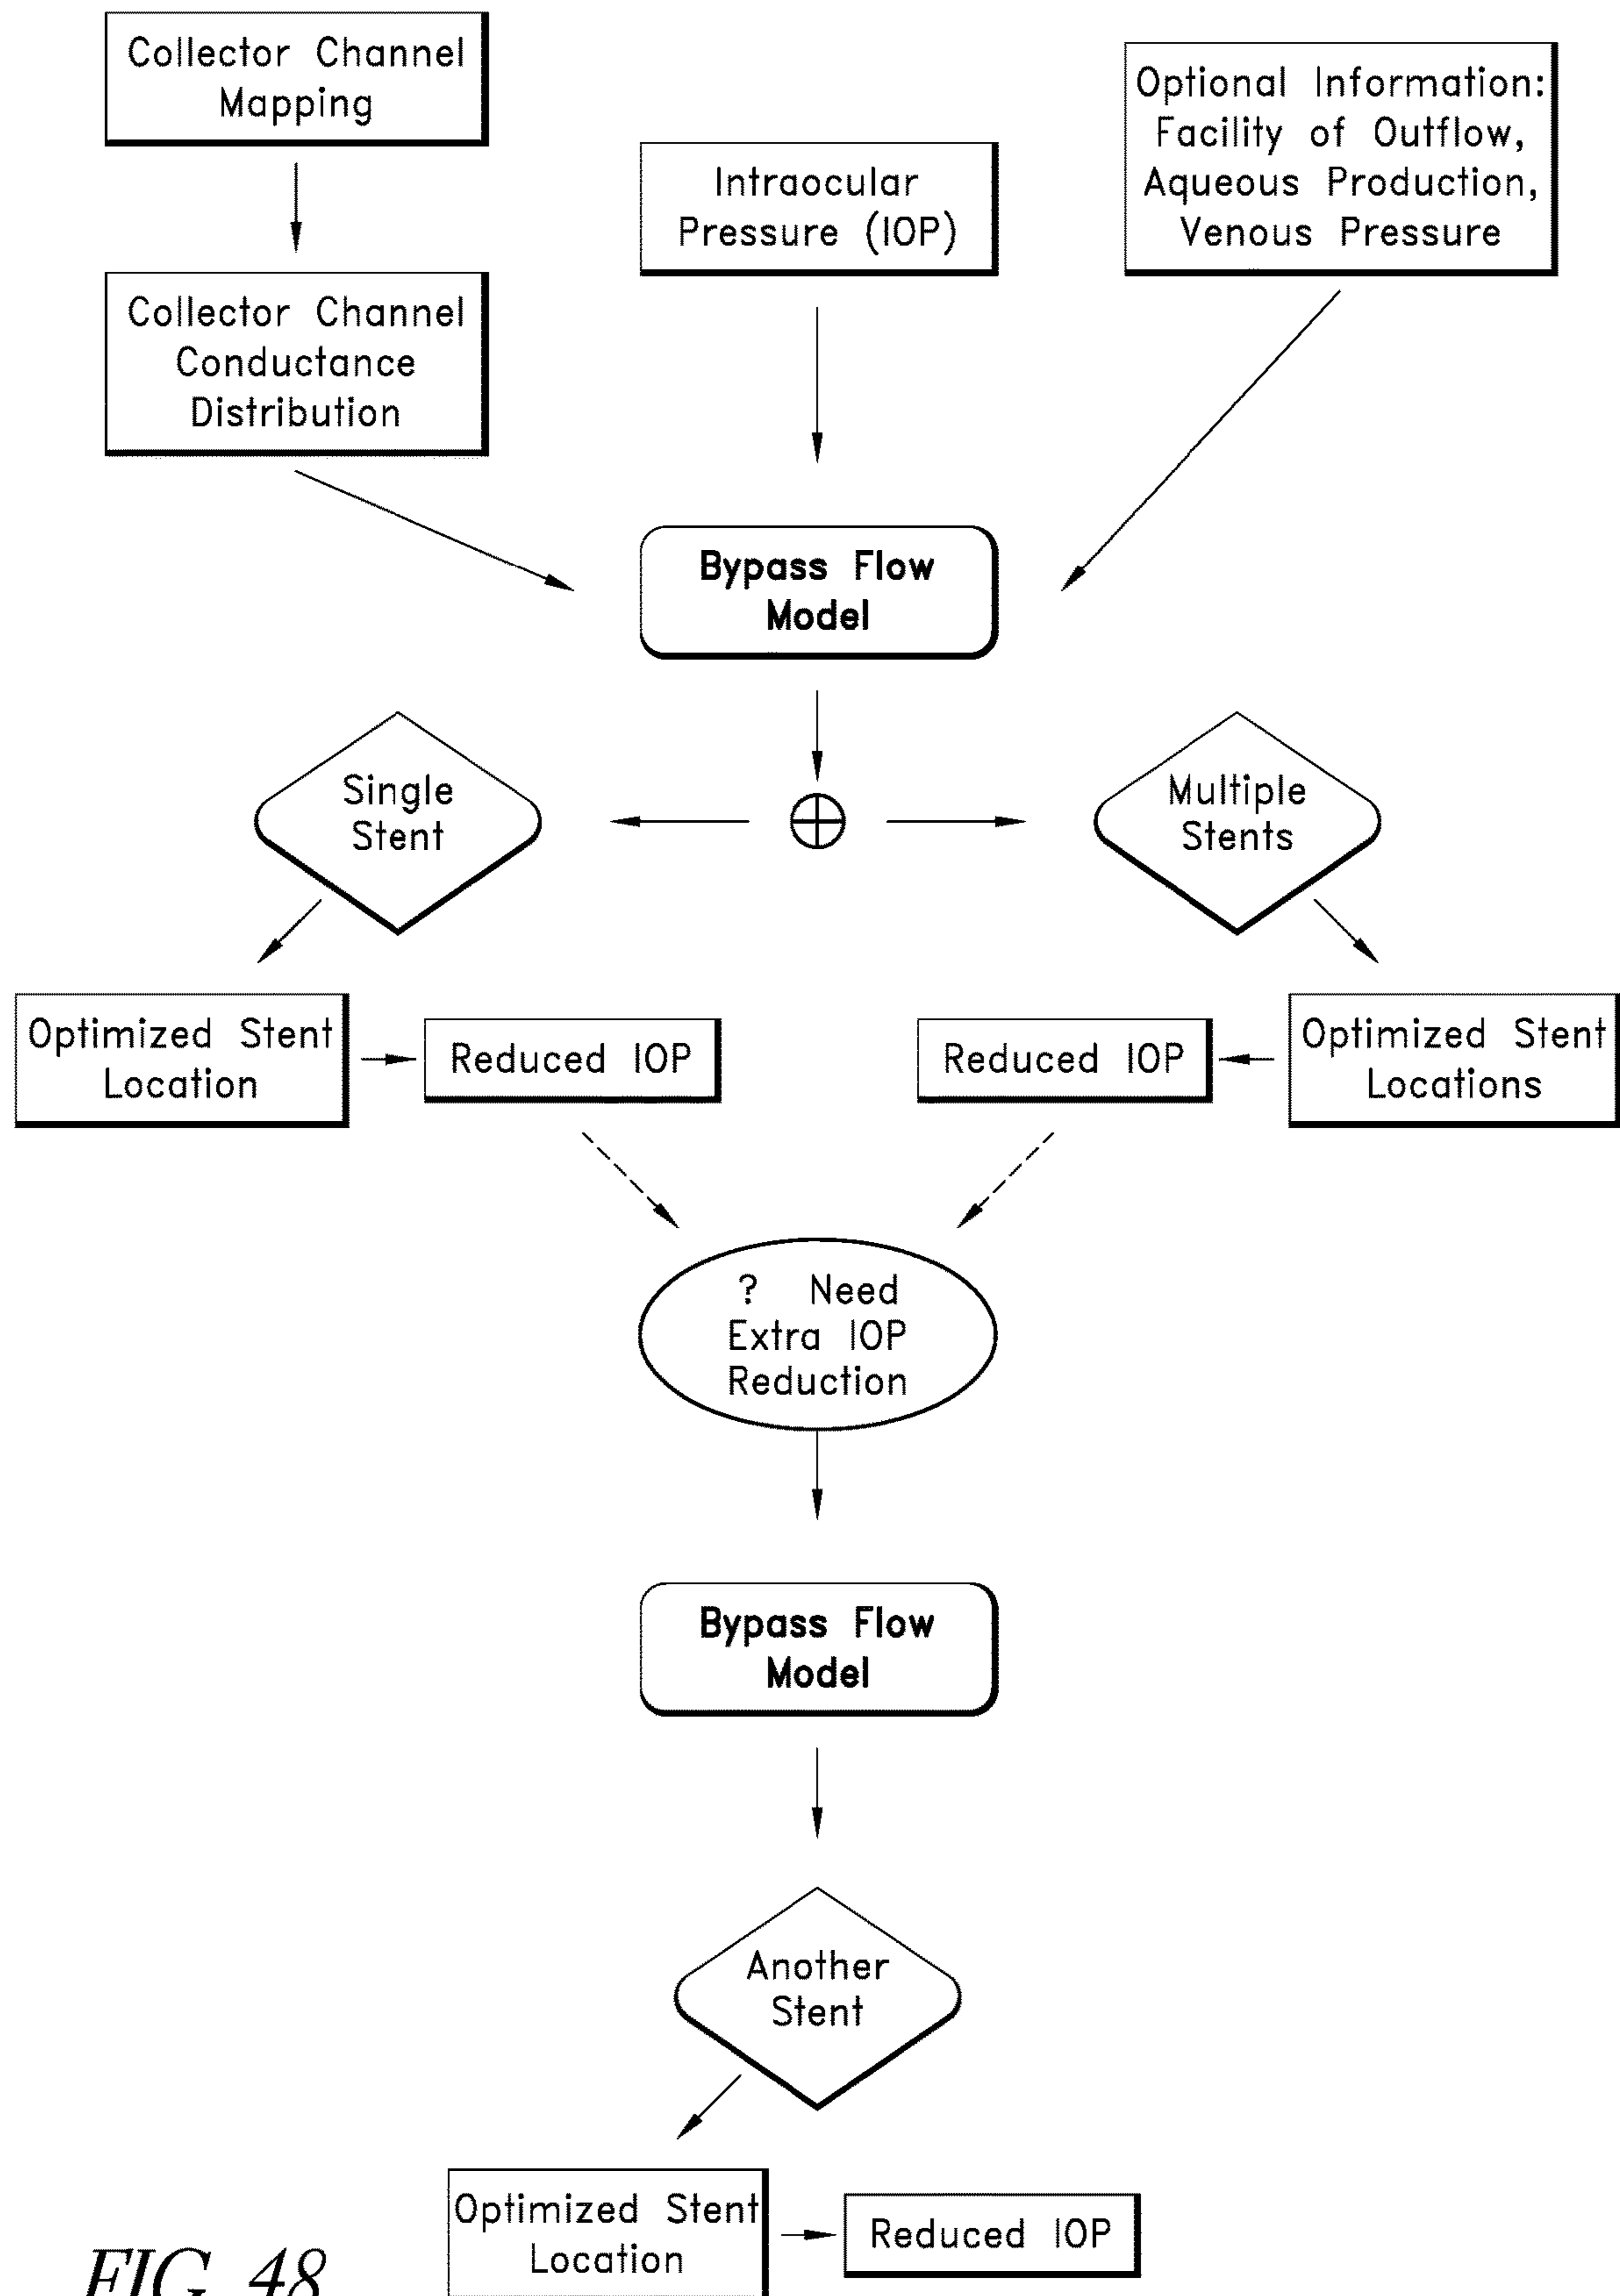 Collector Channel
Mapping
Optional Information:
Facility of Outflow,
Aqueous Production,
Venous Pressure
Intraocular
Pressure (IOP)
Collector Channel
Conductance
Distribution
Bypass Flow
Model
Single
Stent
Multiple
Stents
Optimized Stent
Location
Reduced IOP
Reduced IOP
Optimized Stent
Locations
? Need
Extra IOP
Reduction
Bypass Flow
Model
Another
Stent
Optimized Stent
Location
Reduced IOP
FIG. 48